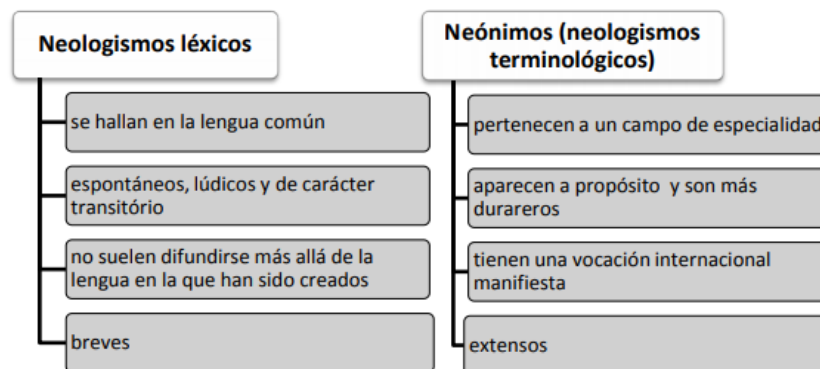 Neologismos léxicos
se hallan en la lengua común
espontáneos, lúdicos y de carácter
transitório
no suelen difundirse más allá de la
lengua en la que han sido creados
breves
Neónimos (neologismos
terminológicos)
pertenecen a un campo de especialidad
aparecen a propósito y son más
durareros
tienen una vocación internacional
manifiesta
extensos